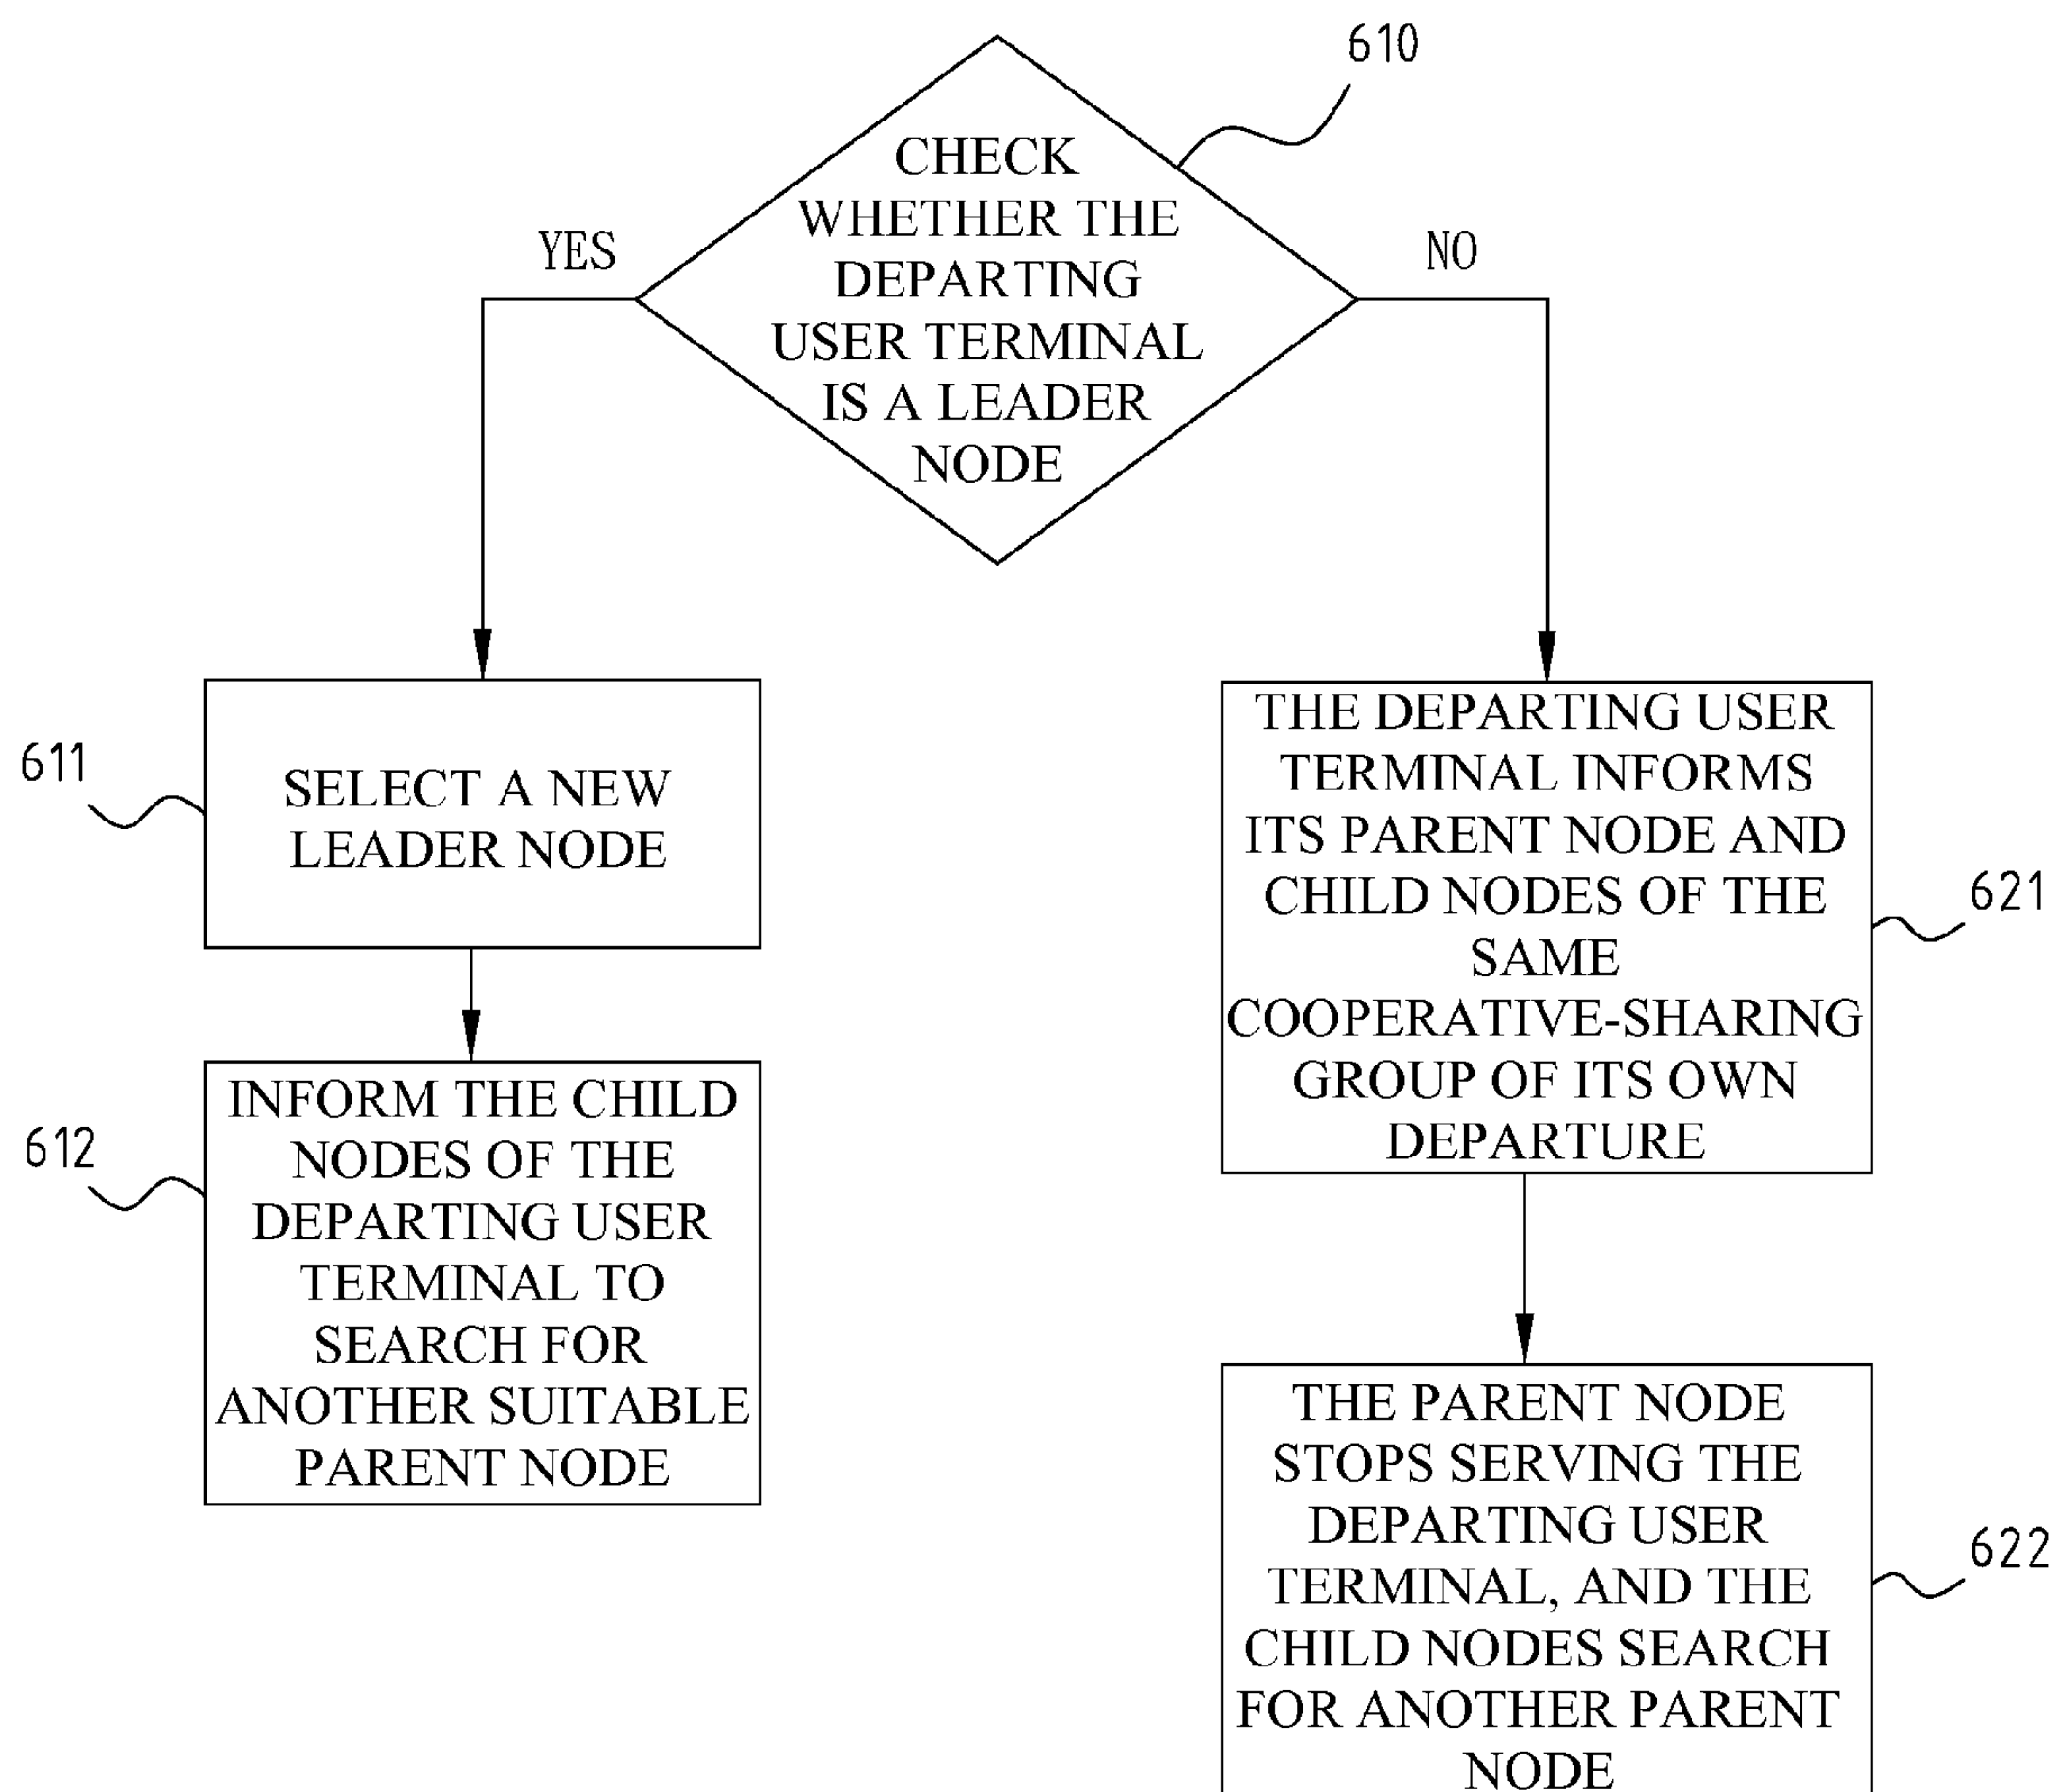 610
CHECK
WHETHER THE
DEPARTING
USER TERMINAL
IS A LEADER
NODE
YES
NO
611
SELECT A NEW
LEADER NODE
612
INFORM THE CHILD
NODES OF THE
DEPARTING USER
TERMINAL TO
SEARCH FOR
ANOTHER SUITABLE
PARENT NODE
THE DEPARTING USER
TERMINAL INFORMS
ITS PARENT NODE AND
CHILD NODES OF THE
SAME
COOPERATIVE-SHARING
GROUP OF ITS OWN
DEPARTURE
621
THE PARENT NODE
STOPS SERVING THE
DEPARTING USER
TERMINAL, AND THE
CHILD NODES SEARCH
FOR ANOTHER PARENT
NODE
622